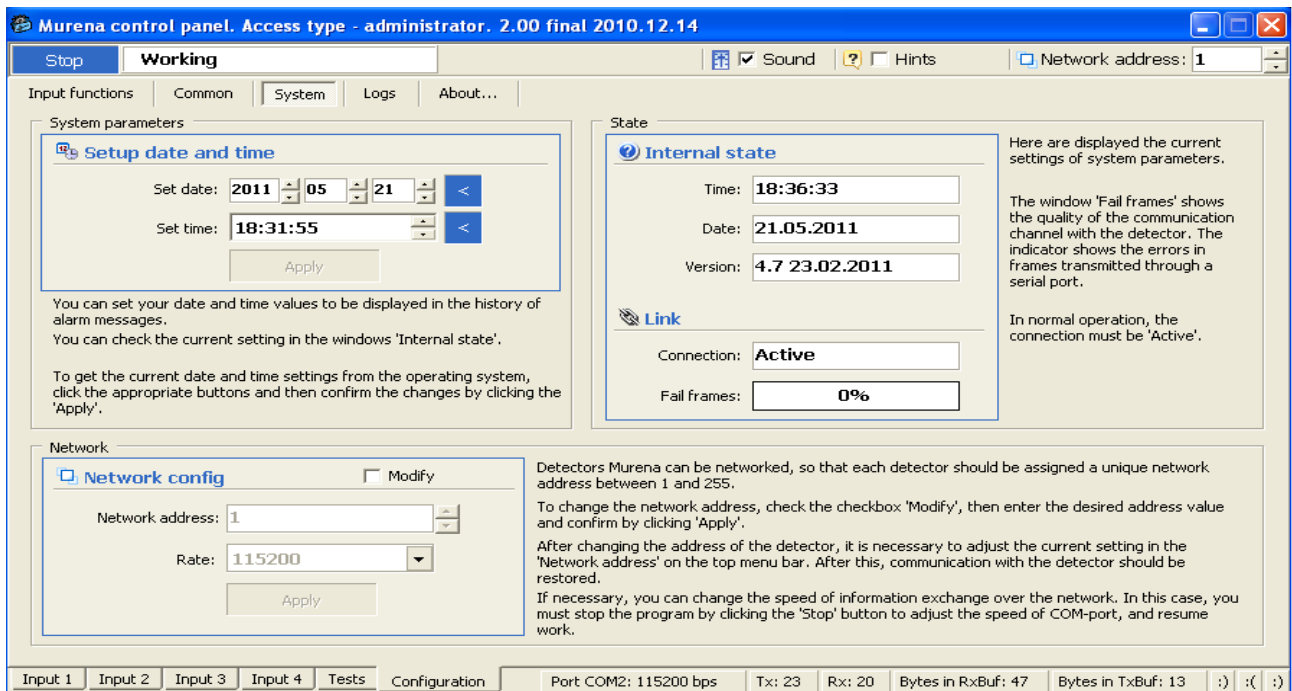 Murena control panel. Access type - administrator. 2.00 final 2010.12.14
Stop
Working
Sound
Hints
Network address: 1
Input functions
Common
System
Logs
About...
System parameters
Setup date and time
Set date: 2011 05 21 <
Set time: 18:31:55 <
Apply
You can set your date and time values to be displayed in the history of
alarm messages.
You can check the current setting in the windows 'Internal state'.
To get the current date and time settings from the operating system,
click the appropriate buttons and then confirm the changes by clicking the
'Apply'.
State
Internal state
Time: 18:36:33
Date: 21.05.2011
Version: 4.7 23.02.2011
Link
Connection: Active
Fail frames: 0%
Here are displayed the current
settings of system parameters.
The window 'Fail frames' shows
the quality of the communication
channel with the detector. The
indicator shows the errors in
frames transmitted through a
serial port.
In normal operation, the
connection must be 'Active'.
Network
Network config
Modify
Network address: 1
Rate: 115200
Apply
Detectors Murena can be networked, so that each detector should be assigned a unique network
address between 1 and 255.
To change the network address, check the checkbox 'Modify', then enter the desired address value
and confirm by clicking 'Apply'.
After changing the address of the detector, it is necessary to adjust the current setting in the
'Network address' on the top menu bar. After this, communication with the detector should be
restored.
If necessary, you can change the speed of information exchange over the network. In this case, you
must stop the program by clicking the 'Stop' button to adjust the speed of COM-port, and resume
work.
Input 1
Input 2
Input 3
Input 4
Tests
Configuration
Port COM2: 115200 bps
Tx: 23
Rx: 20
Bytes in RxBuf: 47
Bytes in TxBuf: 13
:)
:(
:)